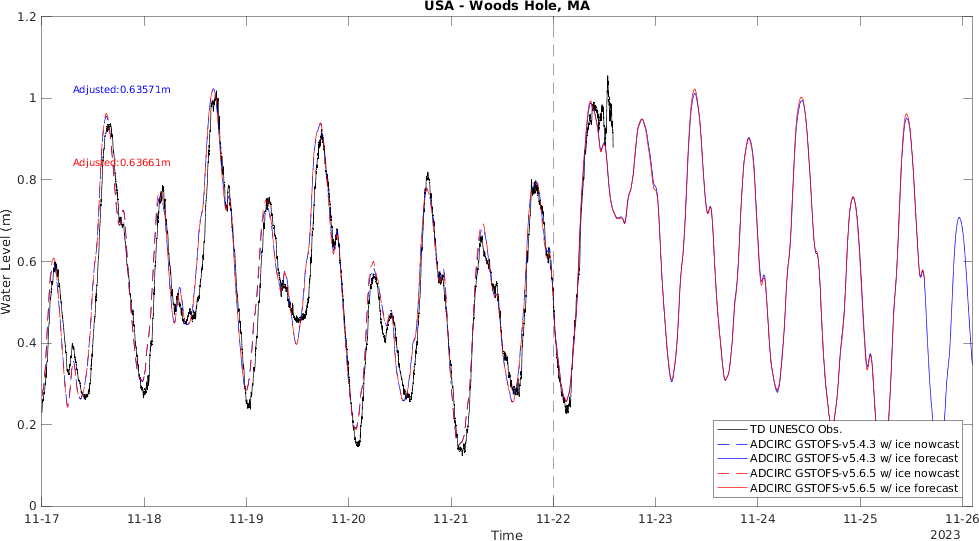 USA - Woods Hole, MA
Water Level (m)
1.2
1
0.8
0.6
0.4
0.2
0
Adjusted:0.63571m
Adjusted:0.63661m
TD UNESCO Obs.
ADCIRC GSTOFS-v5.4.3 w/ ice nowcast
ADCIRC GSTOFS-v5.4.3 w/ ice forecast
ADCIRC GSTOFS-v5.6.5 w/ ice nowcast
ADCIRC GSTOFS-v5.6.5 w/ ice forecast
11-17 11-18 11-19 11-20 11-21 11-22 11-23 11-24 11-25 11-26
2023
Time